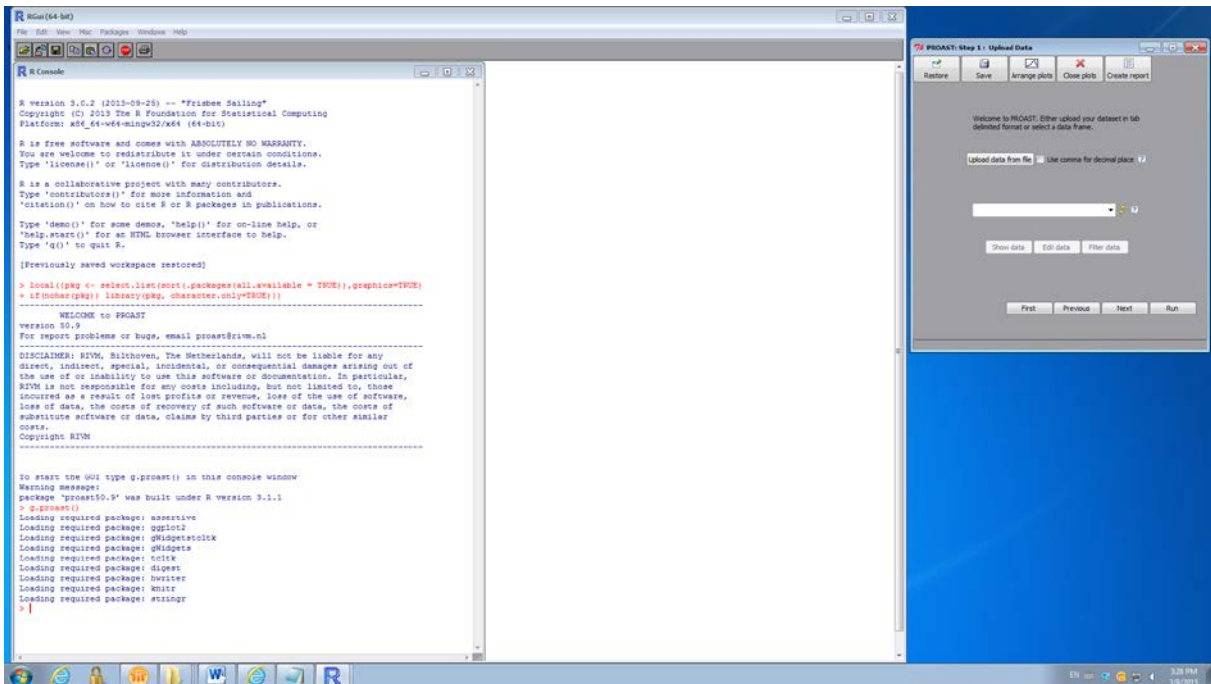 RGui (64-bit)
File Edit View Misc Packages Windows Help
R Console
R version 3.0.2 (2013-09-25) -- "Frisbee Sailing"
Copyright (C) 2013 The R Foundation for Statistical Computing
Platform: x86_64-w64-mingw32/x64 (64-bit)
R is free software and comes with ABSOLUTELY NO WARRANTY.
You are welcome to redistribute it under certain conditions.
Type 'license()' or 'licence()' for distribution details.
R is a collaborative project with many contributors.
Type 'contributors()' for more information and
'citation()' on how to cite R or R packages in publications.
Type 'demo()' for some demos, 'help()' for on-line help, or
'help.start()' for an HTML browser interface to help.
Type 'q()' to quit R.
[Previously saved workspace restored]
> local({pkg <- select.list(sort(.packages(all.available = TRUE)),graphics=TRUE)
+ if(nchar(pkg)) library(pkg, character.only=TRUE)})
WELCOME to PROAST
version 50.9
For report problems or bugs, email proast@rivm.nl
DISCLAIMER: RIVM, Bilthoven, The Netherlands, will not be liable for any
direct, indirect, special, incidental, or consequential damages arising out of
the use of or inability to use this software or documentation. In particular,
RIVM is not responsible for any costs including, but not limited to, those
incurred as a result of lost profits or revenue, loss of the use of software,
loss of data, the costs of recovery of such software or data, the costs of
substitute software or data, claims by third parties or for other similar
costs.
Copyright RIVM
To start the GUI type g.proast() in this console window
Warning message:
package 'proast50.9' was built under R version 3.1.1
> g.proast()
Loading required package: assertive
Loading required package: ggplot2
Loading required package: gWidgetstcltk
Loading required package: gWidgets
Loading required package: tcltk
Loading required package: digest
Loading required package: hwriter
Loading required package: knitr
Loading required package: stringr
>
PROAST: Step 1 : Upload Data
Restore Save Arrange plots Close plots Create report
Welcome to PROAST. Either upload your dataset in tab
delimited format or select a data frame.
Upload data from file Use comma for decimal place ?
?
Show data Edit data Filter data
First Previous Next Run
EN 3:28 PM
3/9/2015